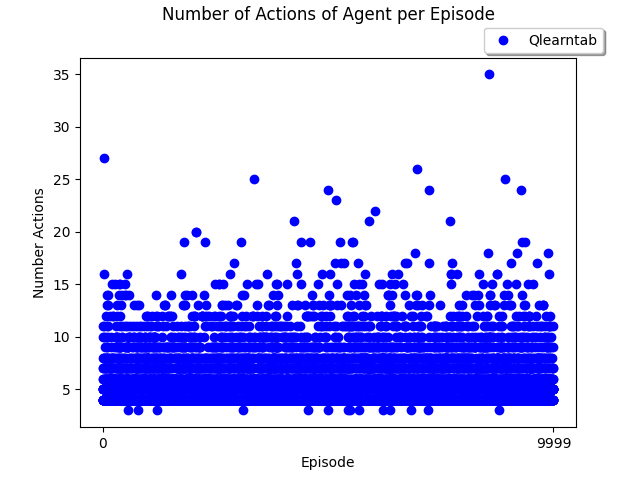 Number of Actions of Agent per Episode
Qlearntab
35
30
25
20
15
10
5
Number Actions
0
9999
Episode